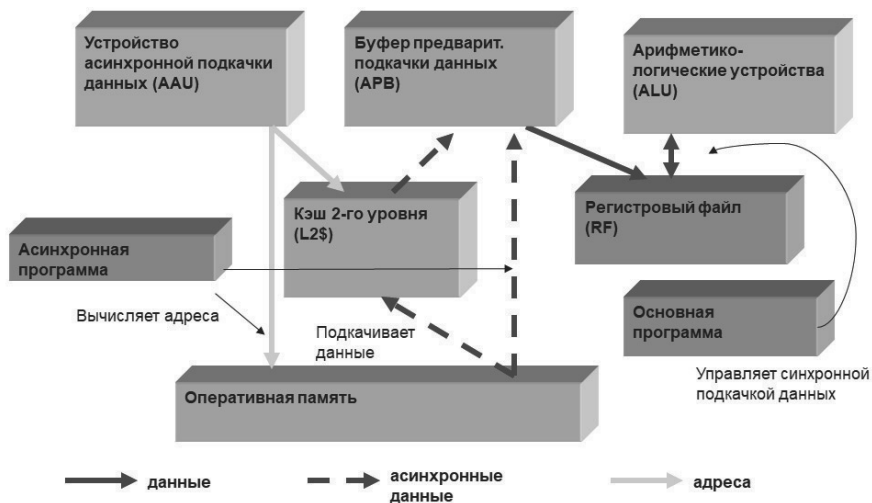 Устройство
асинхронной подкачки
данных (AAU)
Буфер предварит.
подкачки данных
(APB)
Арифметико-
логические устройства
(ALU)
Кэш 2-го уровня
(L2$)
Регистровый файл
(RF)
Асинхронная
программа
Основная
программа
Вычисляет адреса
Подкачивает
данные
Управляет синхронной
подкачкой данных
Оперативная память
данные
асинхронные
данные
адреса